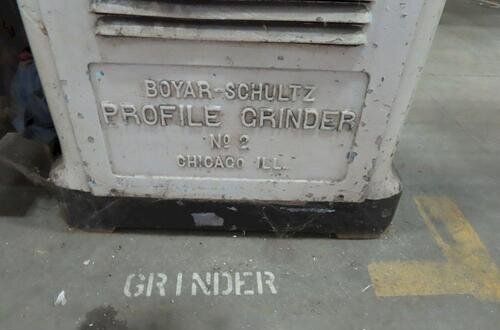 BOYAR-SCHULTZ
PROFILE GRINDER
No 2
CHICAGO ILL.
GRINDER